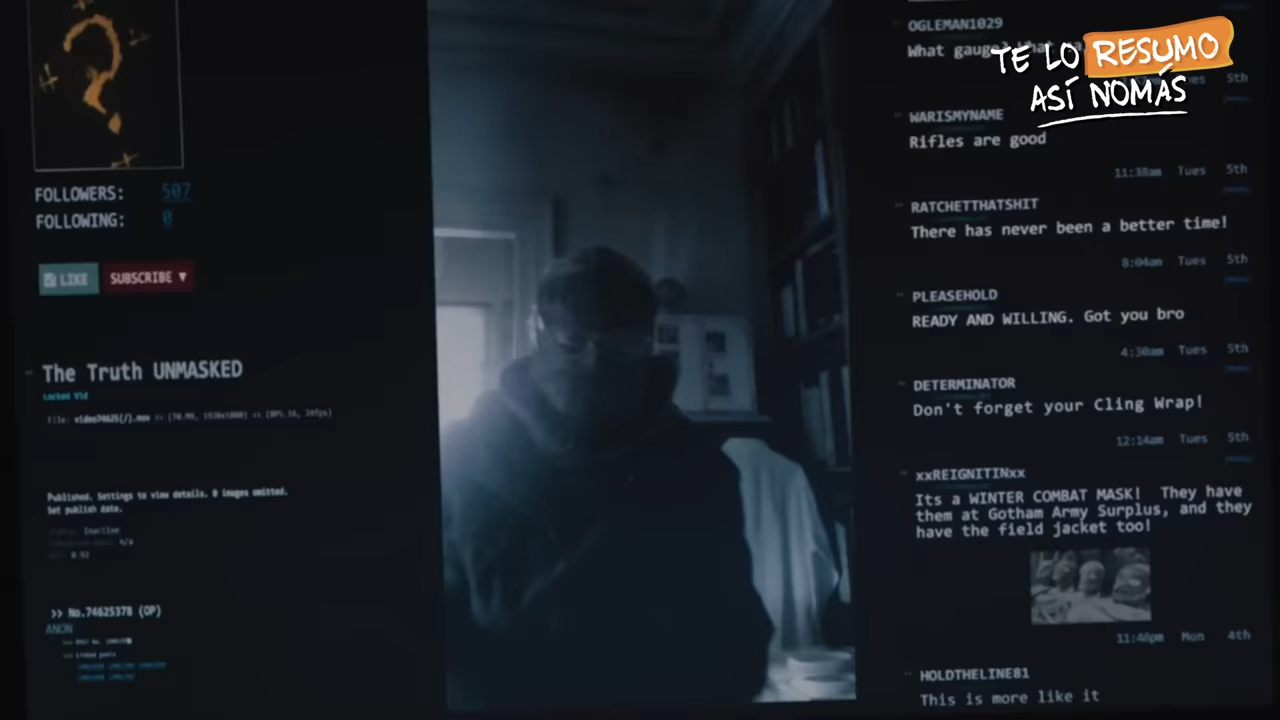 FOLLOWERS: 507
FOLLOWING: 0
LIKE
SUBSCRIBE ▼
The Truth UNMASKED
Published. Settings to view details. 0 images omitted.
Set publish date.
>> No.74625378 (OP)
ANON
OGLEMAN1029
What gauge?
5th
WARISMYNAME
Rifles are good
11:38am Tues 5th
RATCHETTHATSHIT
There has never been a better time!
8:04am Tues 5th
PLEASEHOLD
READY AND WILLING. Got you bro
4:30am Tues 5th
DETERMINATOR
Don't forget your Cling Wrap!
12:14am Tues 5th
xxREIGNITINxx
Its a WINTER COMBAT MASK! They have
them at Gotham Army Surplus, and they
have the field jacket too!
11:46pm Mon 4th
HOLDTHELINE81
This is more like it
TE LO RESUMO
ASÍ NOMÁS